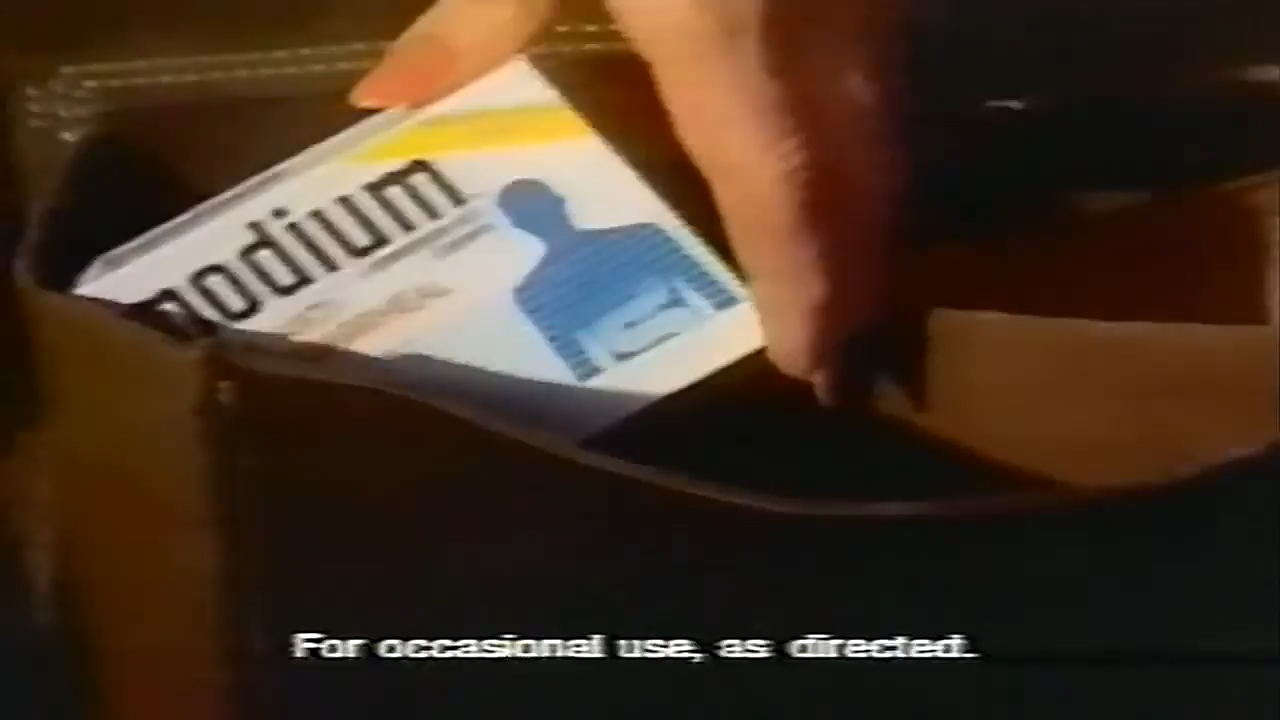 modium
For occasional use, as directed.